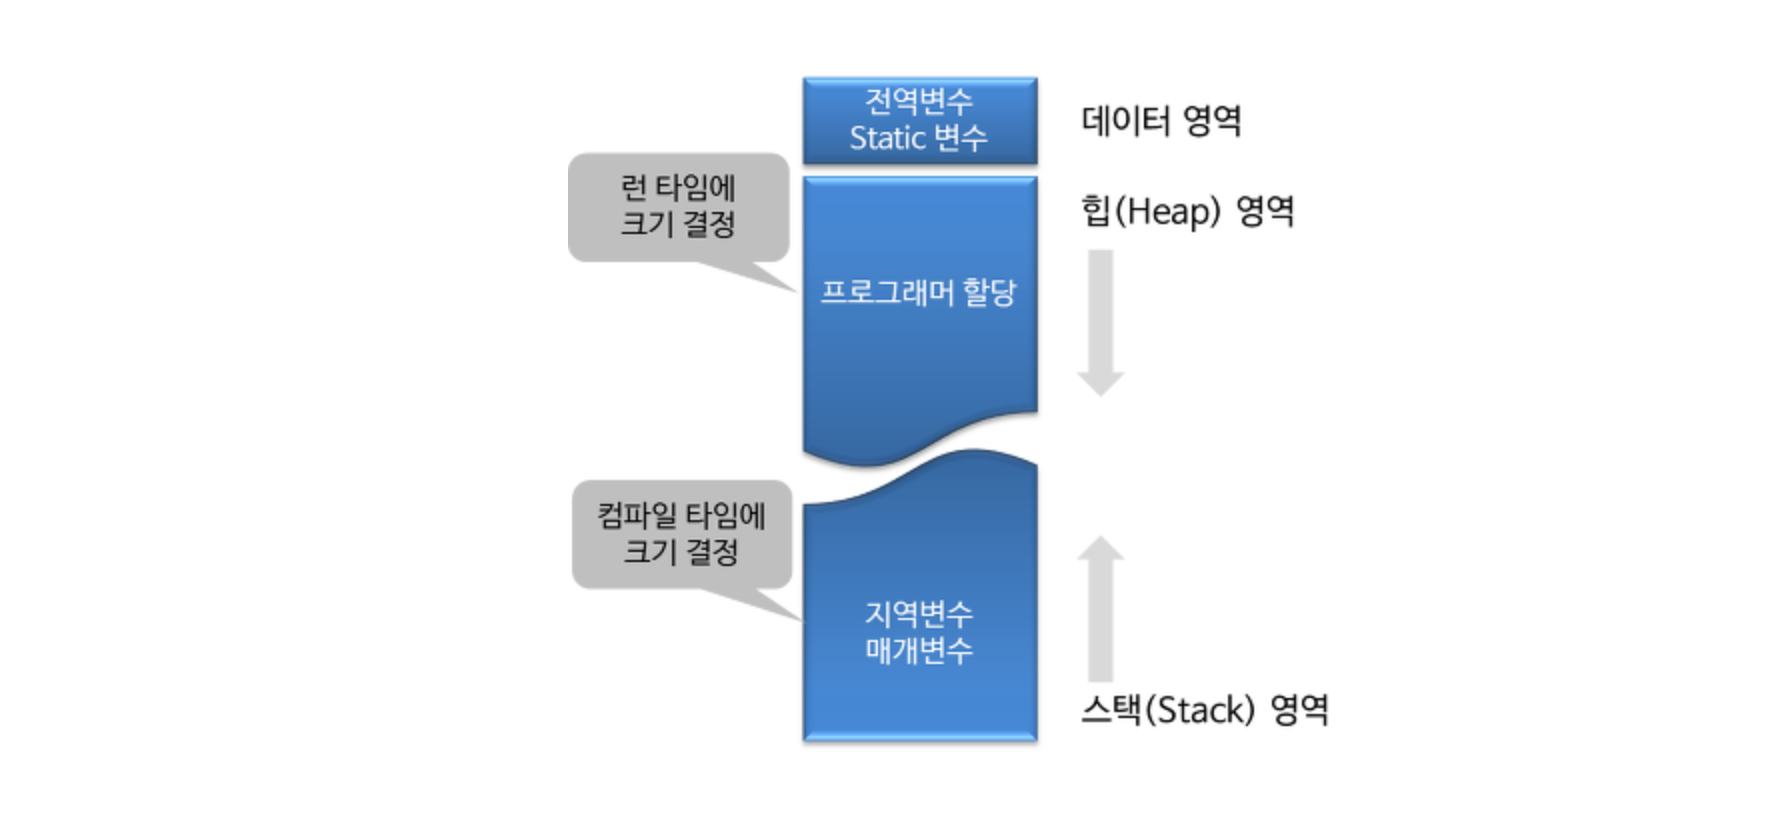 전역변수
Static 변수
데이터 영역
런 타임에
크기 결정
힙(Heap) 영역
프로그래머 할당
컴파일 타임에
크기 결정
지역변수
매개변수
스택(Stack) 영역